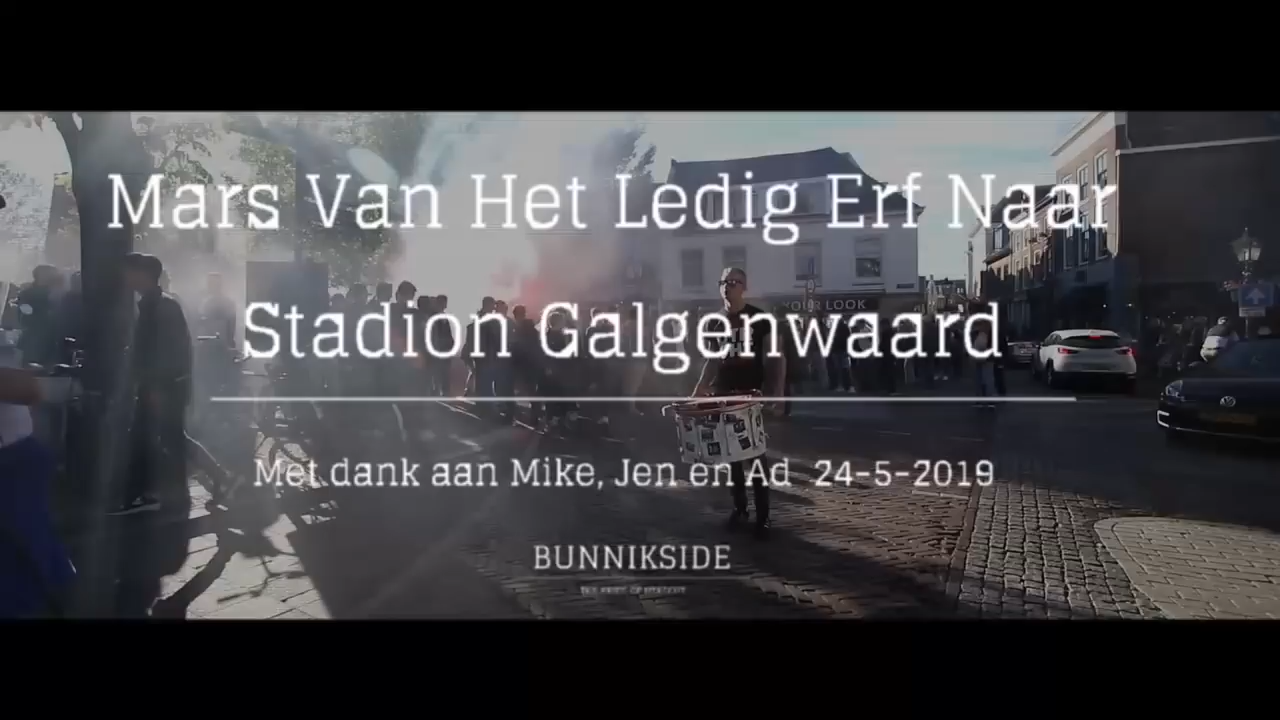 Mars Van Het Ledig Erf Naar
Stadion Galgenwaard
Met dank aan Mike, Jen en Ad 24-5-2019
BUNNIKSIDE
YOUR LOOK